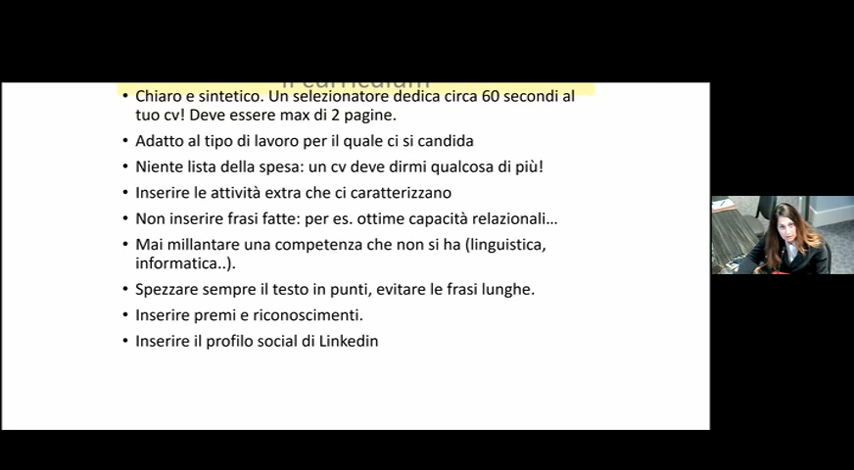 Il curriculum
• Chiaro e sintetico. Un selezionatore dedica circa 60 secondi al
tuo cv! Deve essere max di 2 pagine.
• Adatto al tipo di lavoro per il quale ci si candida
• Niente lista della spesa: un cv deve dirmi qualcosa di più!
• Inserire le attività extra che ci caratterizzano
• Non inserire frasi fatte: per es. ottime capacità relazionali...
• Mai millantare una competenza che non si ha (linguistica,
informatica..).
• Spezzare sempre il testo in punti, evitare le frasi lunghe.
• Inserire premi e riconoscimenti.
• Inserire il profilo social di Linkedin